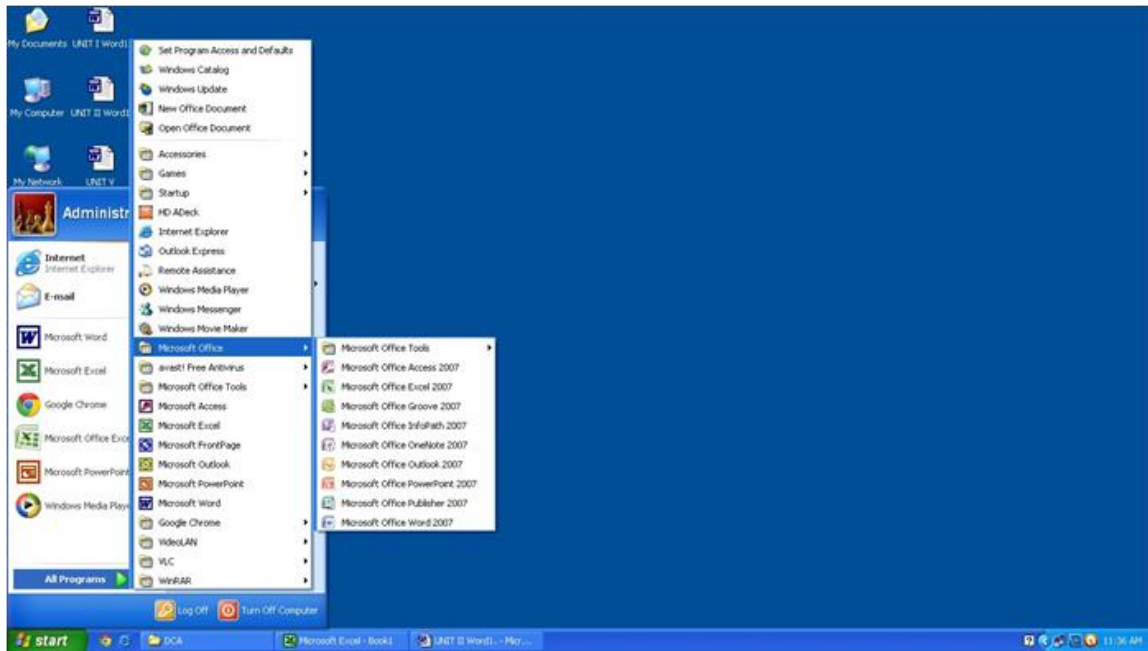 My Documents
UNIT I Word1
My Computer
UNIT II Word1
My Network
UNIT V
Administr
Internet
Internet Explorer
E-mail
Microsoft Word
Microsoft Excel
Google Chrome
Microsoft Office Exce
Microsoft PowerPoint
Windows Media Playe
All Programs
Set Program Access and Defaults
Windows Catalog
Windows Update
New Office Document
Open Office Document
Accessories
Games
Startup
HD ADeck
Internet Explorer
Outlook Express
Remote Assistance
Windows Media Player
Windows Messenger
Windows Movie Maker
Microsoft Office
avast! Free Antivirus
Microsoft Office Tools
Microsoft Access
Microsoft Excel
Microsoft FrontPage
Microsoft Outlook
Microsoft PowerPoint
Microsoft Word
Google Chrome
VideoLAN
VLC
WinRAR
Microsoft Office Tools
Microsoft Office Access 2007
Microsoft Office Excel 2007
Microsoft Office Groove 2007
Microsoft Office InfoPath 2007
Microsoft Office OneNote 2007
Microsoft Office Outlook 2007
Microsoft Office PowerPoint 2007
Microsoft Office Publisher 2007
Microsoft Office Word 2007
Log Off
Turn Off Computer
start
DCA
Microsoft Excel - Book1
UNIT II Word1.. - Micr...
11:36 AM